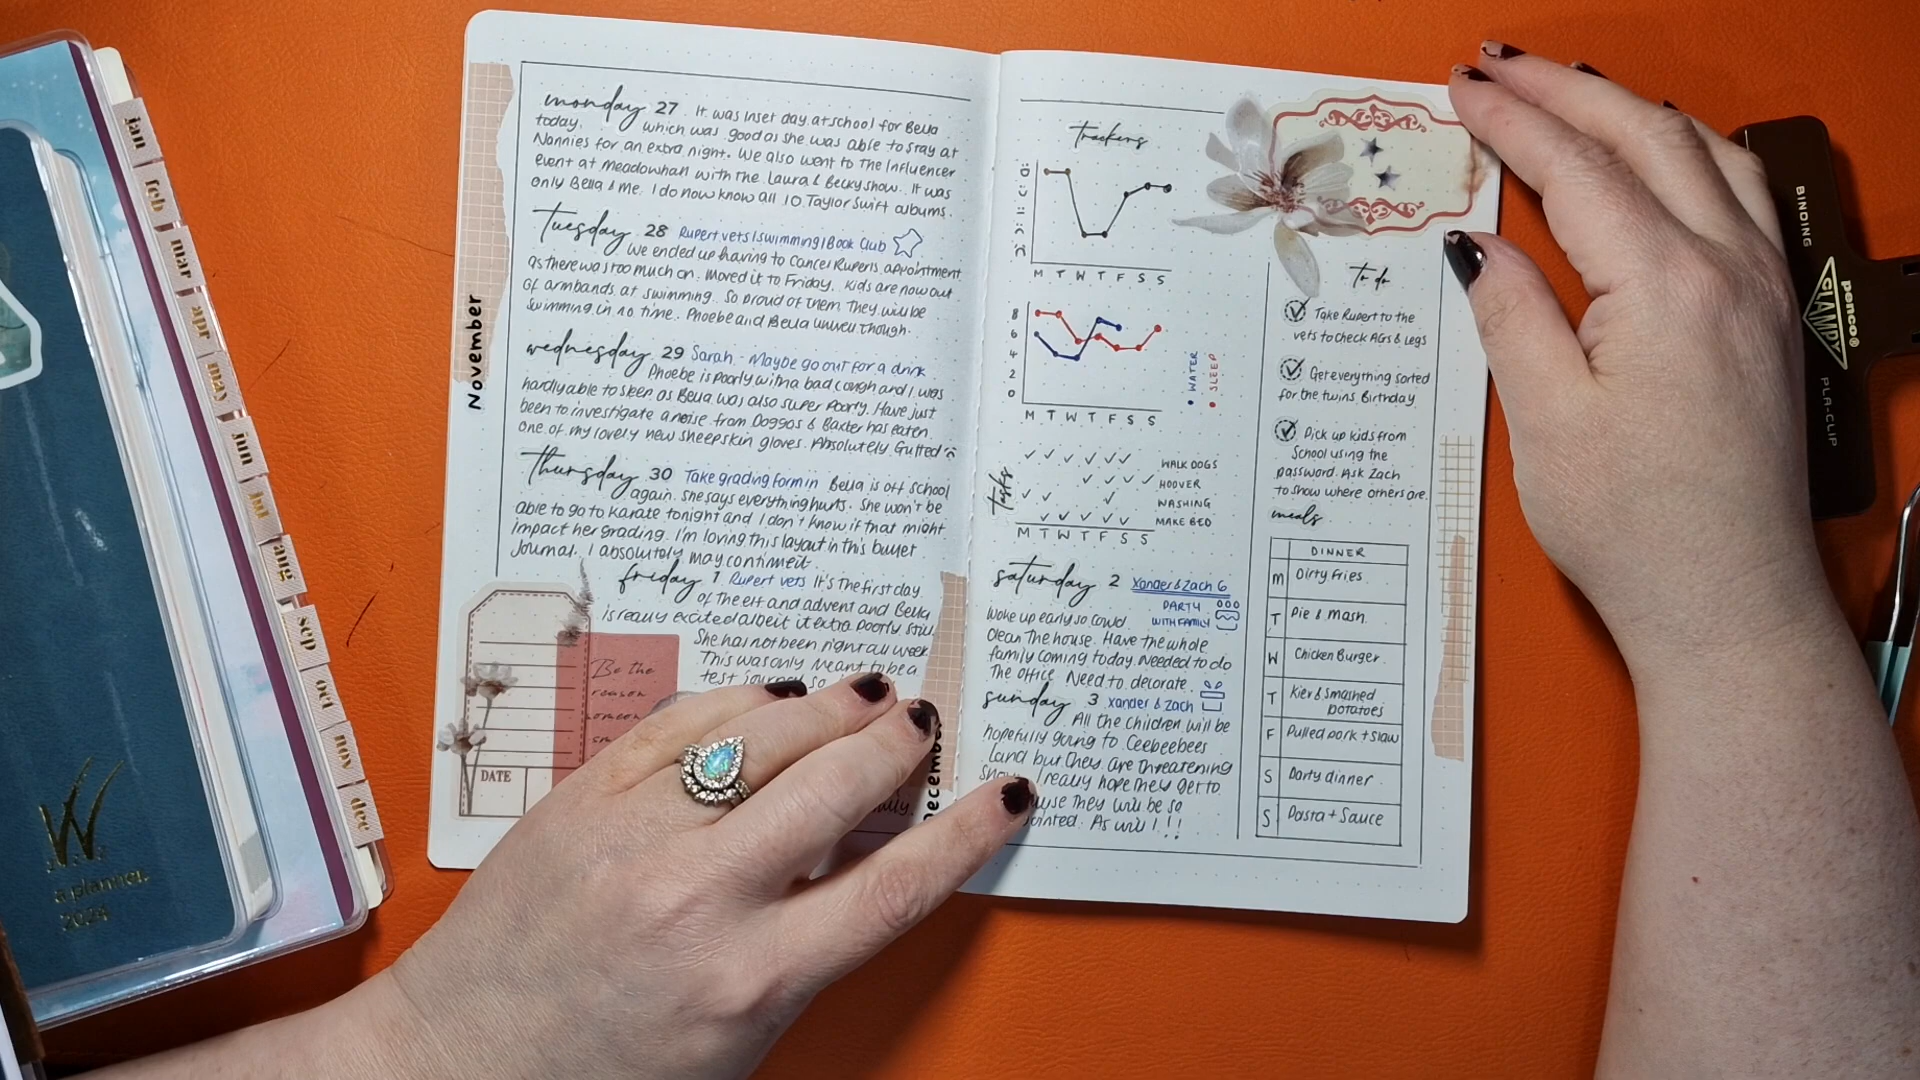 jan
feb
mar
apr
may
jun
jul
aug
sep
oct
nov
dec
W
a planner.
2024
November
monday 27 . It was Inset day at school for Bella
today. which was good as she was able to stay at
Nannies for an extra night. We also went to the Influencer
event at Meadowhall with the Laura & Becky show. It was
only Bella & me. I do now know all 10 Taylor Swift albums.
tuesday 28 Rupert vets | swimming | Book Club
We ended up having to cancel Ruperts appointment
as there was too much on. Moved it to Friday. Kids are now out
of armbands at swimming. So proud of them. They will be
swimming in no time. Phoebe and Bella unwell though.
wednesday 29 Sarah - Maybe go out for a drink
Phoebe is poorly with a bad cough and I was
hardly able to sleep as Bella was also super poorly. Have just
been to investigate a noise from Doggos & Baxter has eaten
one of my lovely new sheepskin gloves. Absolutely Gutted
thursday 30 Take grading form in Bella is off school
again. She says everything hurts. She won't be
able to go to karate tonight and I don't know if that might
impact her grading. I'm loving this layout in this bullet
Journal. I absolutely may continue it.
friday 1 Rupert vets It's the first day
of the elf and advent and Bella
is really excited albeit it extra poorly still
She has not been right all week.
This was only meant to be a
test journal so
Be the
reason
someone
DATE
December
trackers
M T W T F S S
8
6
4
2
0
M T W T F S S
WATER
SLEEP
Tasks
WALK DOGS
HOOVER
WASHING
MAKE BED
M T W T F S S
saturday 2 Xander & Zach 6
PARTY
WITH FAMILY
Woke up early so could
clean the house. Have the whole
family coming today. Needed to do
the office. Need to decorate.
sunday 3 Xander & Zach
All the children will be
hopefully going to Ceebeebees
Land but they are threatening
I really hope they get to
they will be so
As will I!!
to do
Take Rupert to the
vets to check AGs & legs
Get everything sorted
for the twins Birthday
Pick up kids from
School using the
password. Ask Zach
to show where others are.
meals
DINNER
M Dirty Fries
T Pie & Mash.
W Chicken Burger.
T Kiev & Smashed
potatoes
F Pulled pork + slaw
S Party dinner
S Pasta + Sauce
BINDING
penco®
CLAMPY
PLA-CLIP